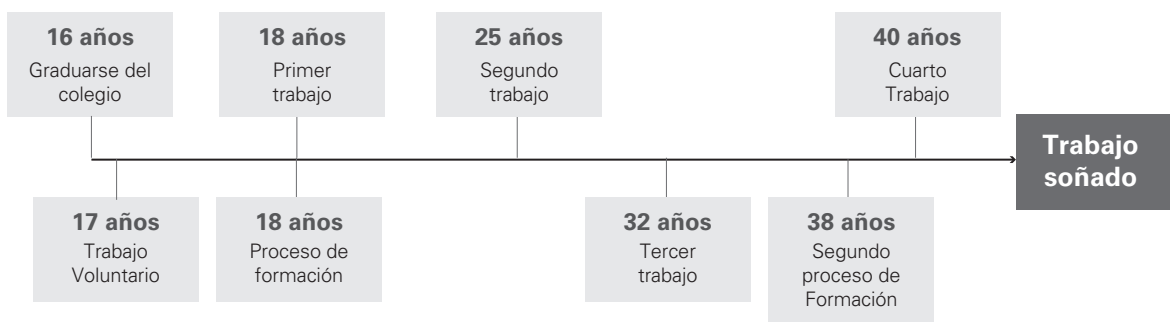 16 años
Graduarse del
colegio
18 años
Primer
trabajo
25 años
Segundo
trabajo
40 años
Cuarto
Trabajo
Trabajo
soñado
17 años
Trabajo
Voluntario
18 años
Proceso de
formación
32 años
Tercer
trabajo
38 años
Segundo
proceso de
Formación